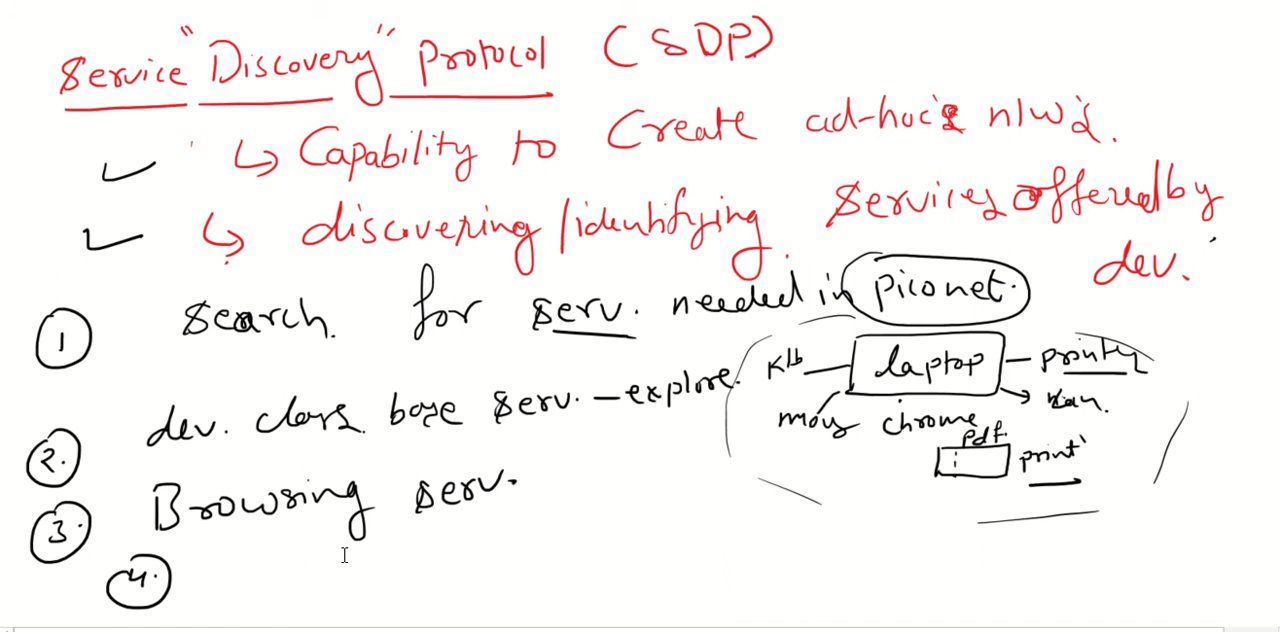 Service "Discovery" Protocol (SDP)
↳ Capability to Create ad-hoc's n/w's.
↳ discovering/identifying services offered by dev.
1 Search for serv. needed in piconet.
K/b laptop printer
mouse chrome
pdf. print
2. dev. class base serv. - explore.
3. Browsing serv.
4.